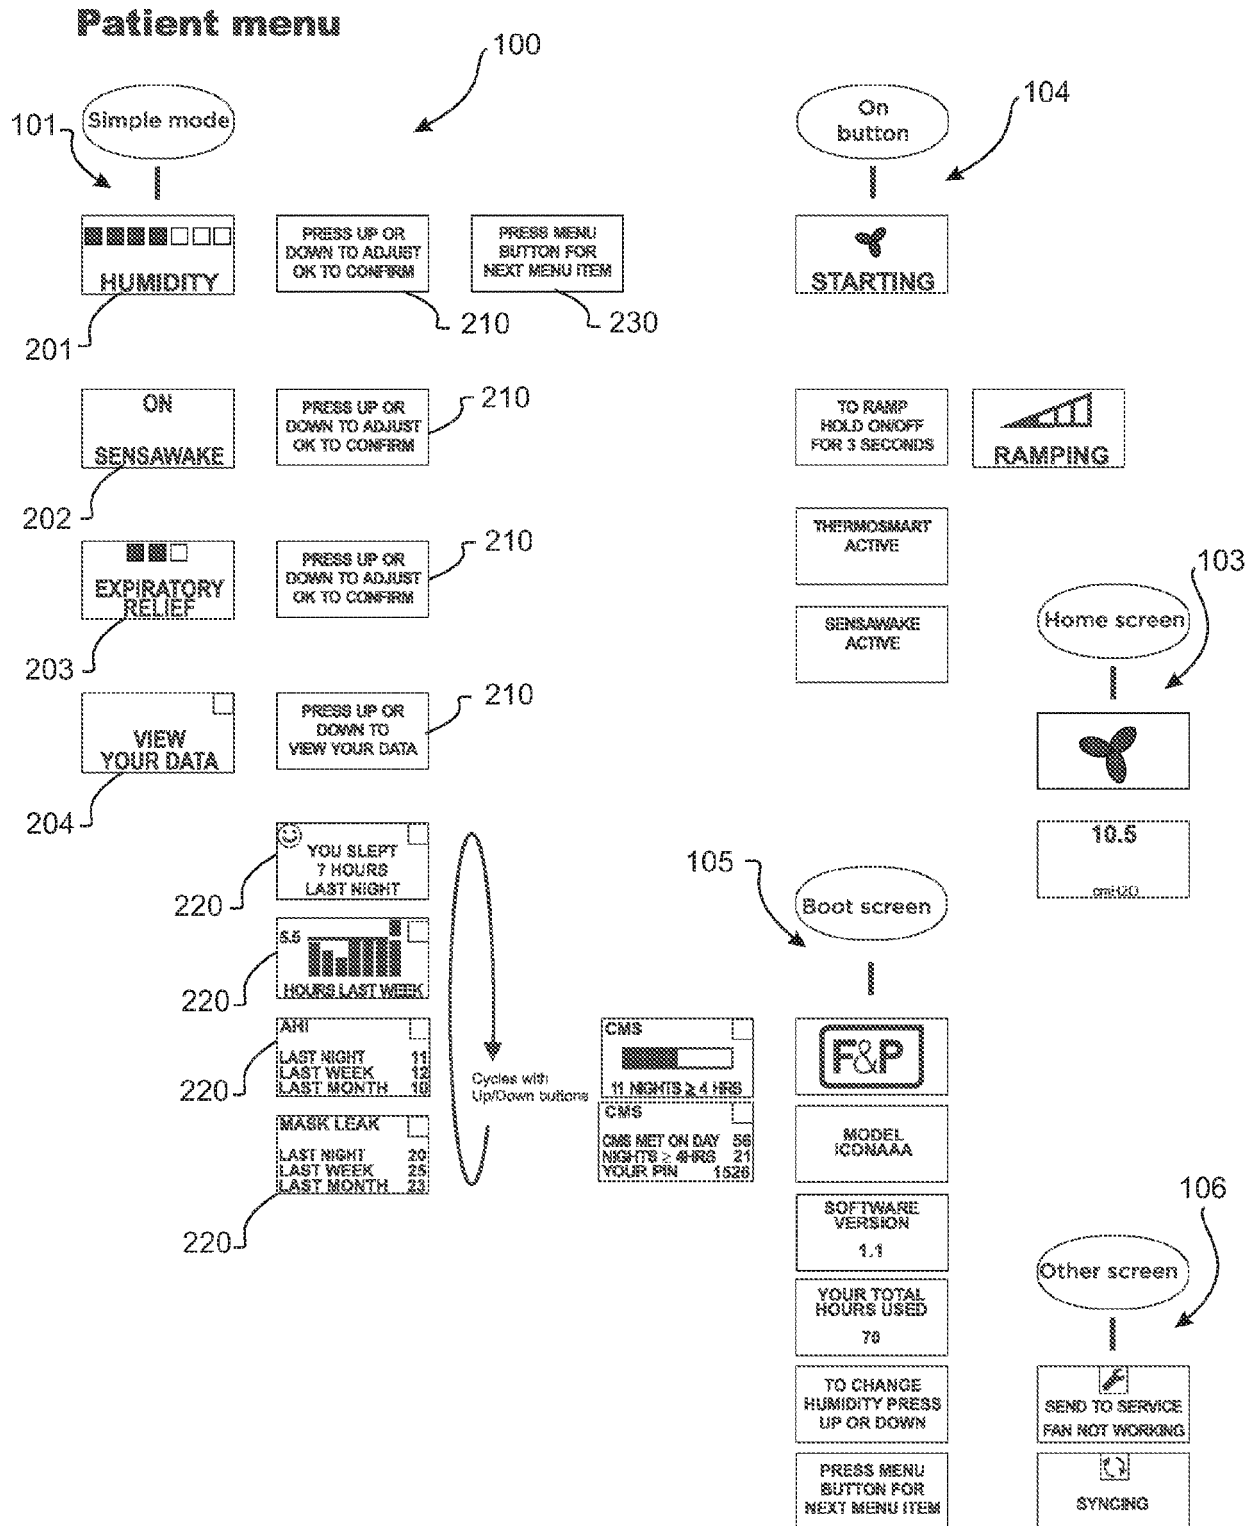 Patient menu
100
Simple mode
101
HUMIDITY
201
PRESS UP OR
DOWN TO ADJUST
OK TO CONFIRM
210
PRESS MENU
BUTTON FOR
NEXT MENU ITEM
230
ON
SENSAWAKE
202
PRESS UP OR
DOWN TO ADJUST
OK TO CONFIRM
210
EXPIRATORY
RELIEF
203
PRESS UP OR
DOWN TO ADJUST
OK TO CONFIRM
210
VIEW
YOUR DATA
204
PRESS UP OR
DOWN TO
VIEW YOUR DATA
210
YOU SLEPT
7 HOURS
LAST NIGHT
220
5.5
HOURS LAST WEEK
220
AHI
LAST NIGHT 11
LAST WEEK 12
LAST MONTH 10
220
MASK LEAK
LAST NIGHT 20
LAST WEEK 25
LAST MONTH 23
220
Cycles with
Up/Down buttons
CMS
11 NIGHTS ≥ 4 HRS
CMS
CMS MET ON DAY 56
NIGHTS ≥ 4HRS 21
YOUR PIN 1526
On
button
104
STARTING
TO RAMP
HOLD ON/OFF
FOR 3 SECONDS
RAMPING
THERMOSMART
ACTIVE
SENSAWAKE
ACTIVE
103
Home screen
10.5
cmH2O
105
Boot screen
F&P
MODEL
ICONAAA
SOFTWARE
VERSION
1.1
YOUR TOTAL
HOURS USED
78
TO CHANGE
HUMIDITY PRESS
UP OR DOWN
PRESS MENU
BUTTON FOR
NEXT MENU ITEM
106
Other screen
SEND TO SERVICE
FAN NOT WORKING
SYNCING